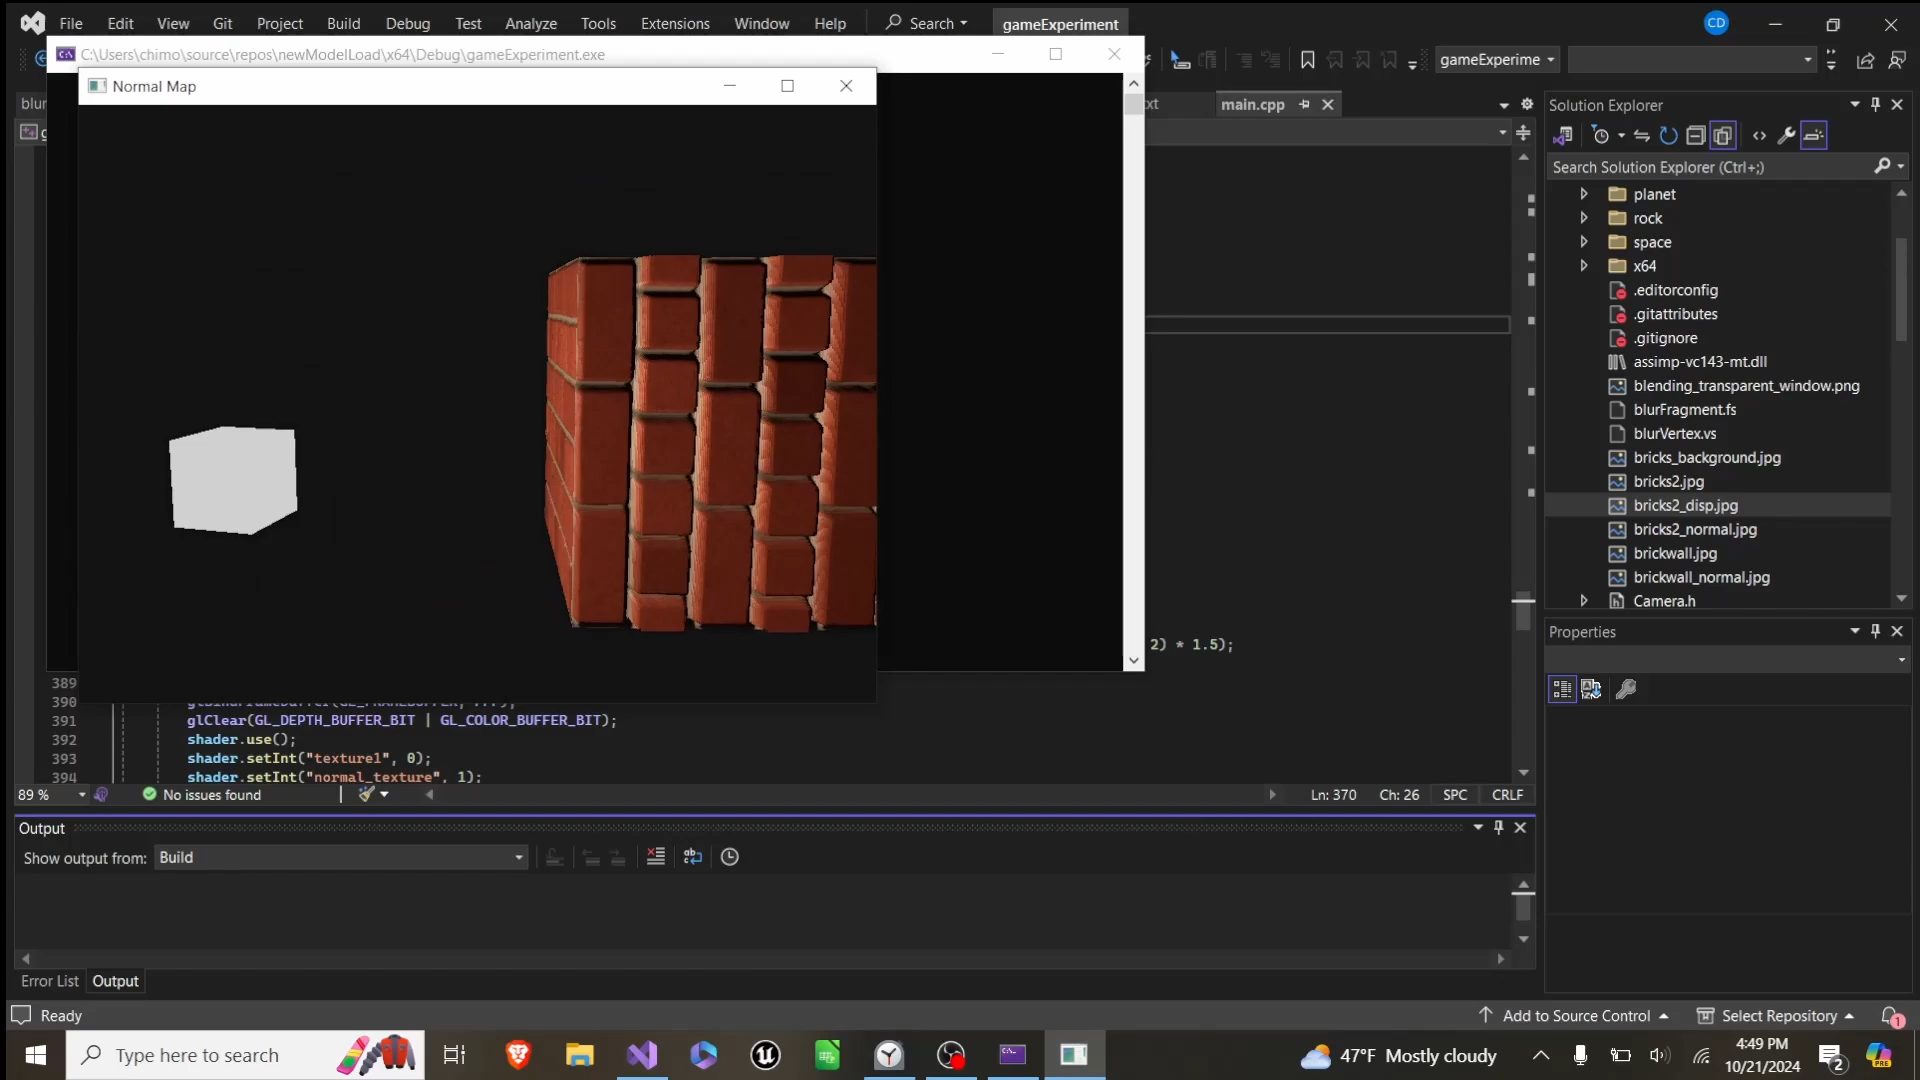 File Edit View Git Project Build Debug Test Analyze Tools Extensions Window Help Search gameExperiment CD
C:\Users\chimo\source\repos\newModelLoad\x64\Debug\gameExperiment.exe
gameExperime
Normal Map
blur
xt
main.cpp
Solution Explorer
g
Search Solution Explorer (Ctrl+;)
planet
rock
space
x64
.editorconfig
.gitattributes
.gitignore
assimp-vc143-mt.dll
blending_transparent_window.png
blurFragment.fs
blurVertex.vs
bricks_background.jpg
bricks2.jpg
bricks2_disp.jpg
bricks2_normal.jpg
brickwall.jpg
brickwall_normal.jpg
Camera.h
Properties
2) * 1.5);
389
390
391 glClear(GL_DEPTH_BUFFER_BIT | GL_COLOR_BUFFER_BIT);
392 shader.use();
393 shader.setInt("texture1", 0);
394 shader.setInt("normal_texture", 1);
89 % No issues found Ln: 370 Ch: 26 SPC CRLF
Output
Show output from: Build
Error List Output
Ready Add to Source Control Select Repository 1
Type here to search 47°F Mostly cloudy 4:49 PM
10/21/2024 2